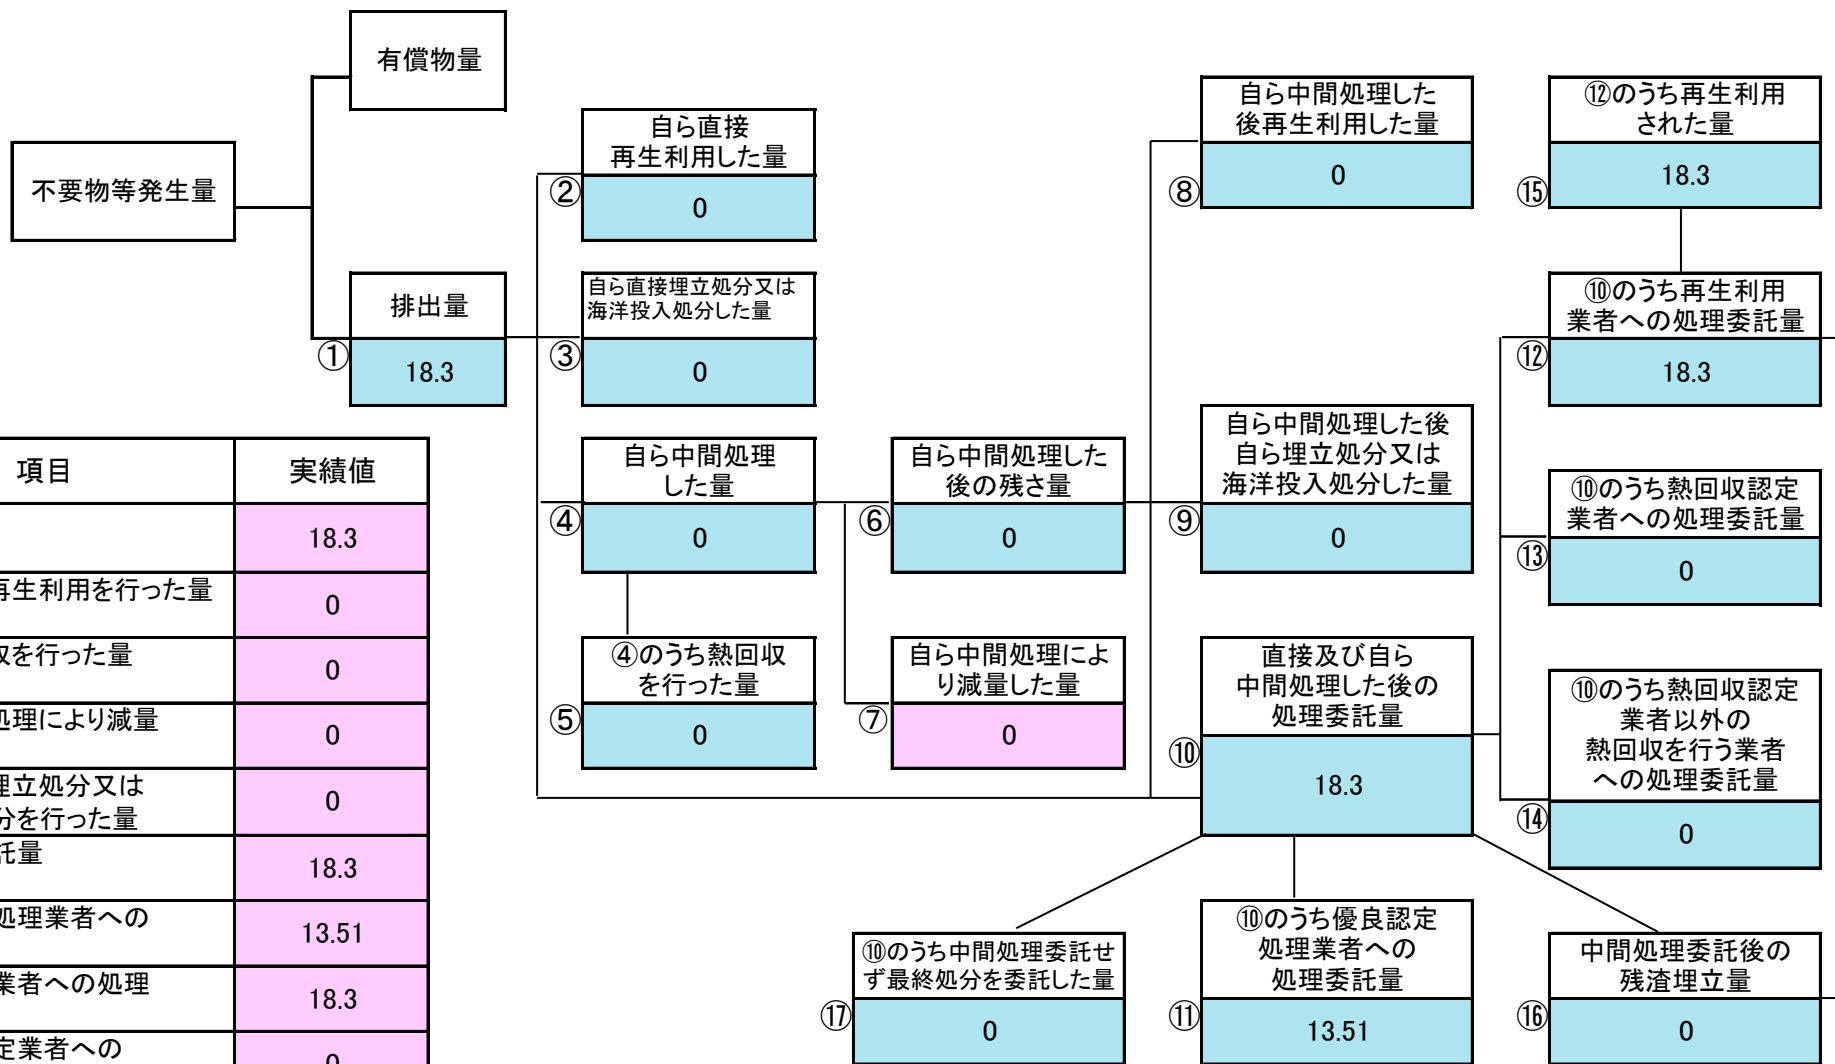 有償物量
不要物等発生量
排出量
①
18.3
自ら直接
再生利用した量
②
0
自ら直接埋立処分又は
海洋投入処分した量
③
0
自ら中間処理
した量
④
0
④のうち熱回収
を行った量
⑤
0
自ら中間処理した
後の残さ量
⑥
0
自ら中間処理によ
り減量した量
⑦
0
自ら中間処理した
後再生利用した量
⑧
0
自ら中間処理した後
自ら埋立処分又は
海洋投入処分した量
⑨
0
直接及び自ら
中間処理した後の
処理委託量
⑩
18.3
⑩のうち優良認定
処理業者への
処理委託量
⑪
13.51
⑫のうち再生利用
された量
⑮
18.3
⑩のうち再生利用
業者への処理委託量
⑫
18.3
⑩のうち熱回収認定
業者への処理委託量
⑬
0
⑩のうち熱回収認定
業者以外の
熱回収を行う業者
への処理委託量
⑭
0
中間処理委託後の
残渣埋立量
⑯
0
⑩のうち中間処理委託せ
ず最終処分を委託した量
⑰
0
項目 実績値
18.3
再生利用を行った量
0
収を行った量
0
処理により減量
0
埋立処分又は
分を行った量
0
託量
18.3
処理業者への
13.51
業者への処理
18.3
定業者への
0